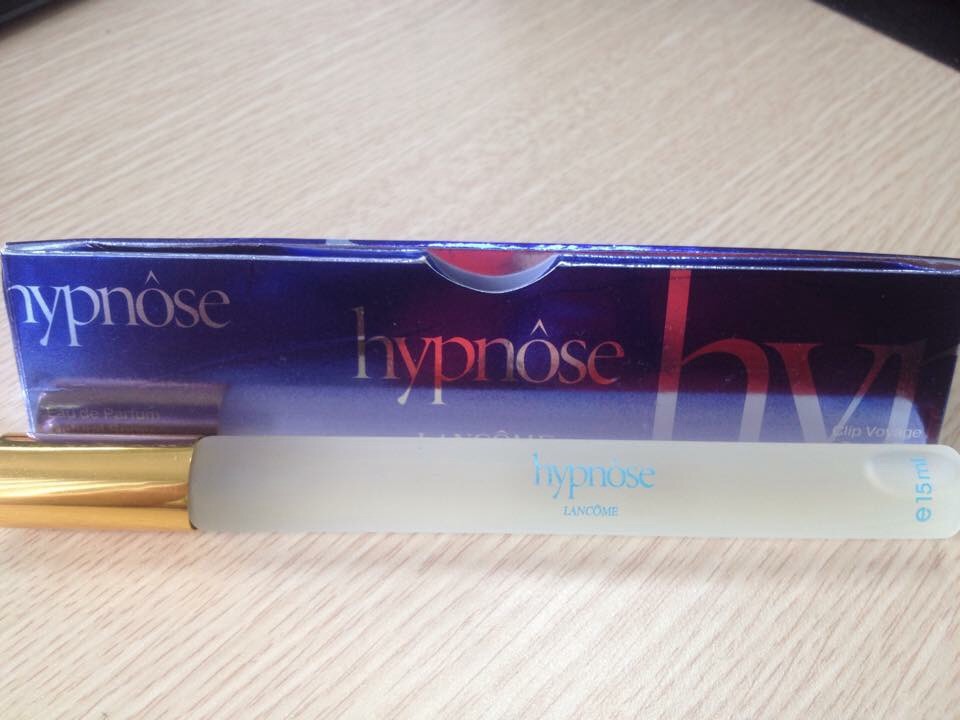 hypnôse
hypnôse
hy
Eau de Parfum
LANCÔME
Clip Voyage
hypnôse
LANCÔME
℮15ml